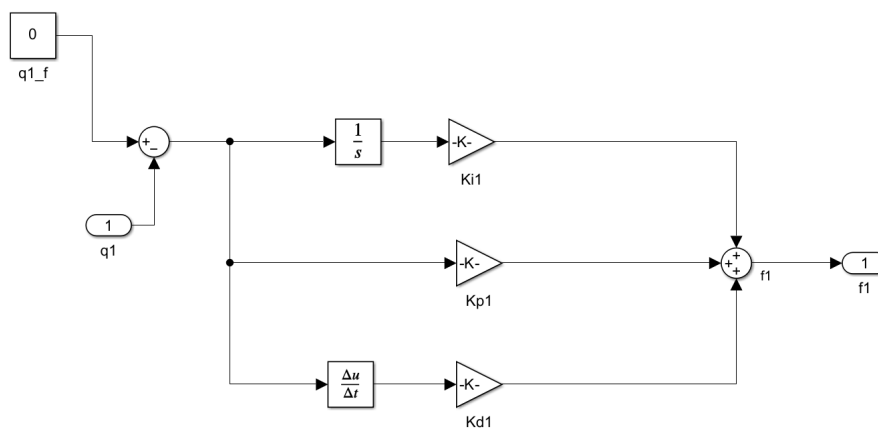 0
q1_f
+
−
1
q1
1
s
-K-
Ki1
-K-
Kp1
Δu
Δt
-K-
Kd1
+
+
+
f1
1
f1